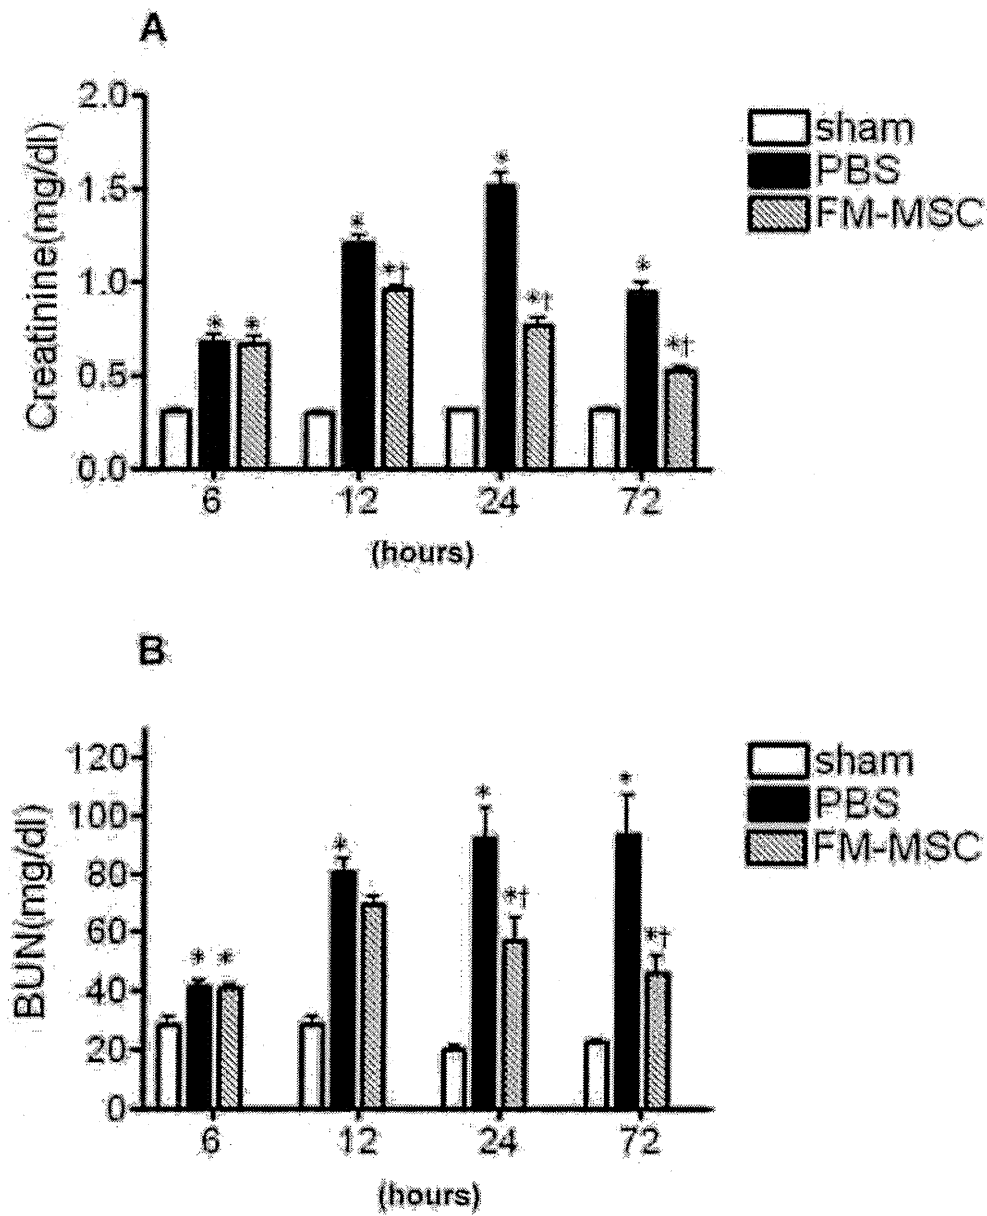 A
Creatinine(mg/dl)
2.0
1.5
1.0
0.5
0.0
* *
* *†
* *†
* *†
6 12 24 72
(hours)
sham
PBS
FM-MSC
B
BUN(mg/dl)
120
100
80
60
40
20
0
* *
*
* *†
* *†
6 12 24 72
(hours)
sham
PBS
FM-MSC